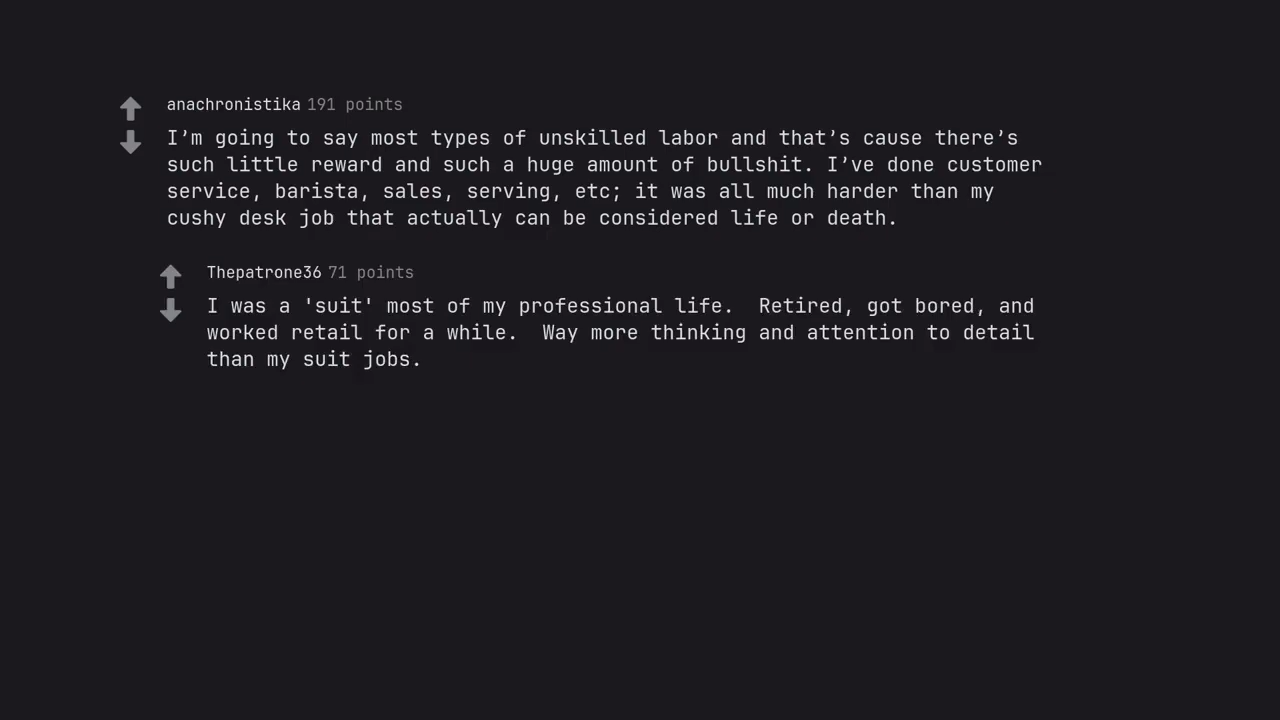 anachronistika 191 points
I’m going to say most types of unskilled labor and that’s cause there’s
such little reward and such a huge amount of bullshit. I’ve done customer
service, barista, sales, serving, etc; it was all much harder than my
cushy desk job that actually can be considered life or death.
Thepatrone36 71 points
I was a 'suit' most of my professional life.  Retired, got bored, and
worked retail for a while.  Way more thinking and attention to detail
than my suit jobs.